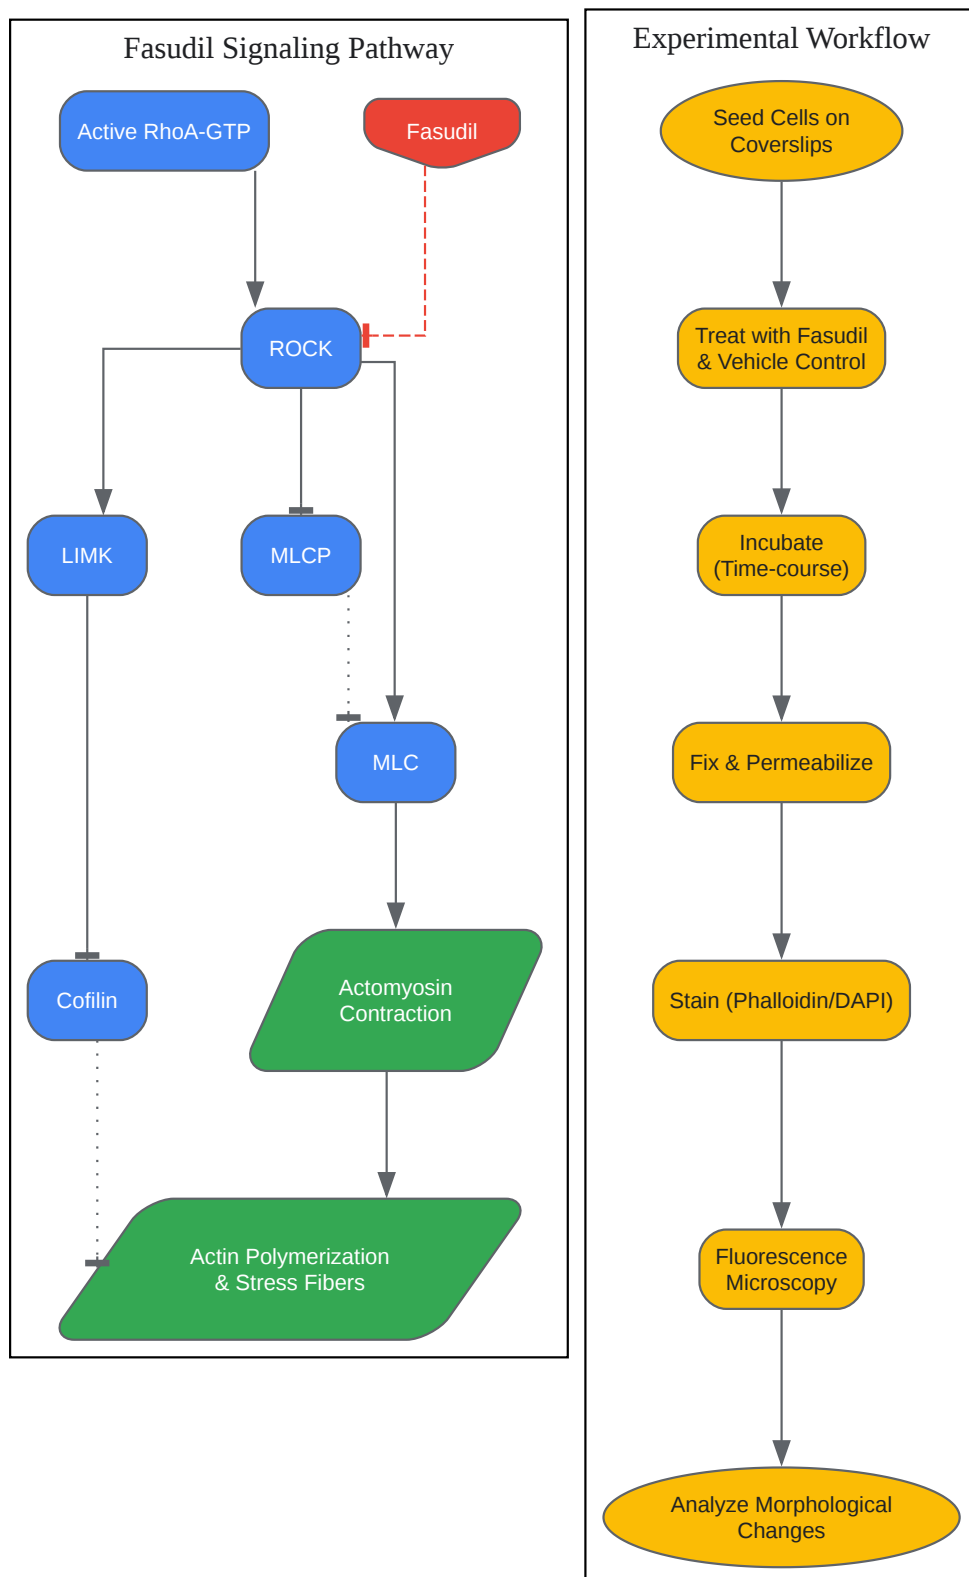 Fasudil Signaling Pathway
Active RhoA-GTP
Fasudil
ROCK
LIMK
MLCP
MLC
Cofilin
Actomyosin
Contraction
Actin Polymerization
& Stress Fibers
Experimental Workflow
Seed Cells on
Coverslips
Treat with Fasudil
& Vehicle Control
Incubate
(Time-course)
Fix & Permeabilize
Stain (Phalloidin/DAPI)
Fluorescence
Microscopy
Analyze Morphological
Changes